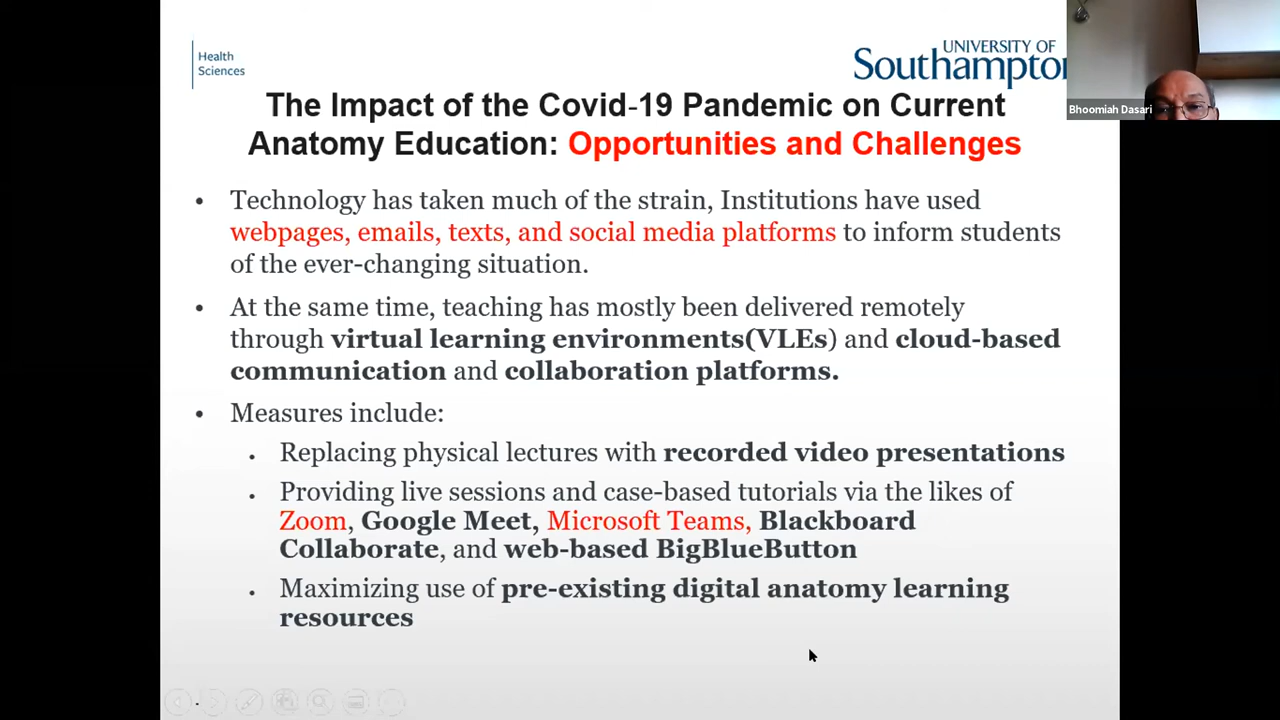 Health
Sciences
UNIVERSITY OF
Southampton
Bhoomiah Dasari
The Impact of the Covid-19 Pandemic on Current
Anatomy Education: Opportunities and Challenges
• Technology has taken much of the strain, Institutions have used
webpages, emails, texts, and social media platforms to inform students
of the ever-changing situation.
• At the same time, teaching has mostly been delivered remotely
through virtual learning environments(VLEs) and cloud-based
communication and collaboration platforms.
• Measures include:
• Replacing physical lectures with recorded video presentations
• Providing live sessions and case-based tutorials via the likes of
Zoom, Google Meet, Microsoft Teams, Blackboard
Collaborate, and web-based BigBlueButton
• Maximizing use of pre-existing digital anatomy learning
resources